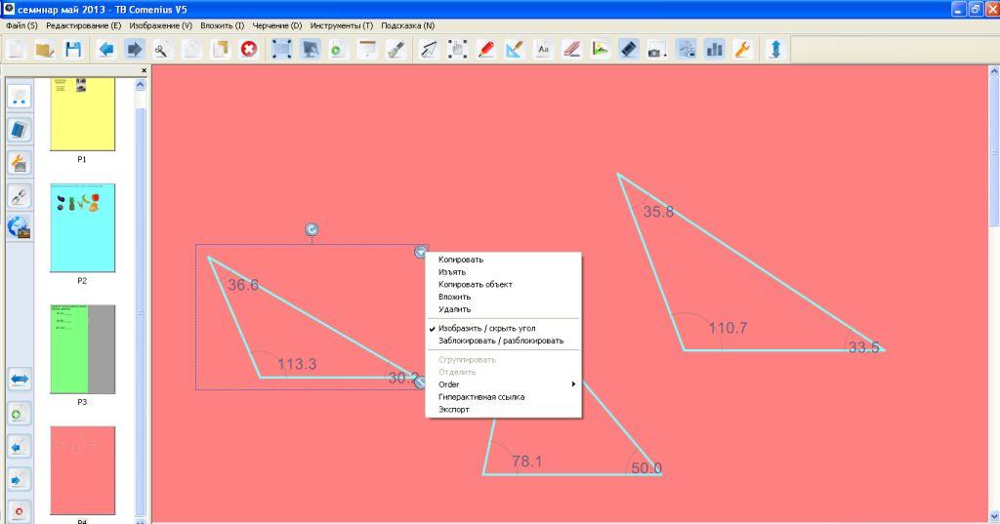 семинар май 2013 - TB Comenius V5
Файл (S) Редактирование (E) Изображение (V) Вложить (I) Черчение (D) Инструменты (T) Подсказка (N)
Aa
P1
P2
P3
P4
35.8
110.7
33.5
36.6
113.3
30.2
Копировать
Изъять
Копировать объект
Вложить
Удалить
Изобразить / скрыть угол
Заблокировать / разблокировать
Сгруппировать
Отделить
Order
Гиперактивная ссылка
Экспорт
78.1
50.0